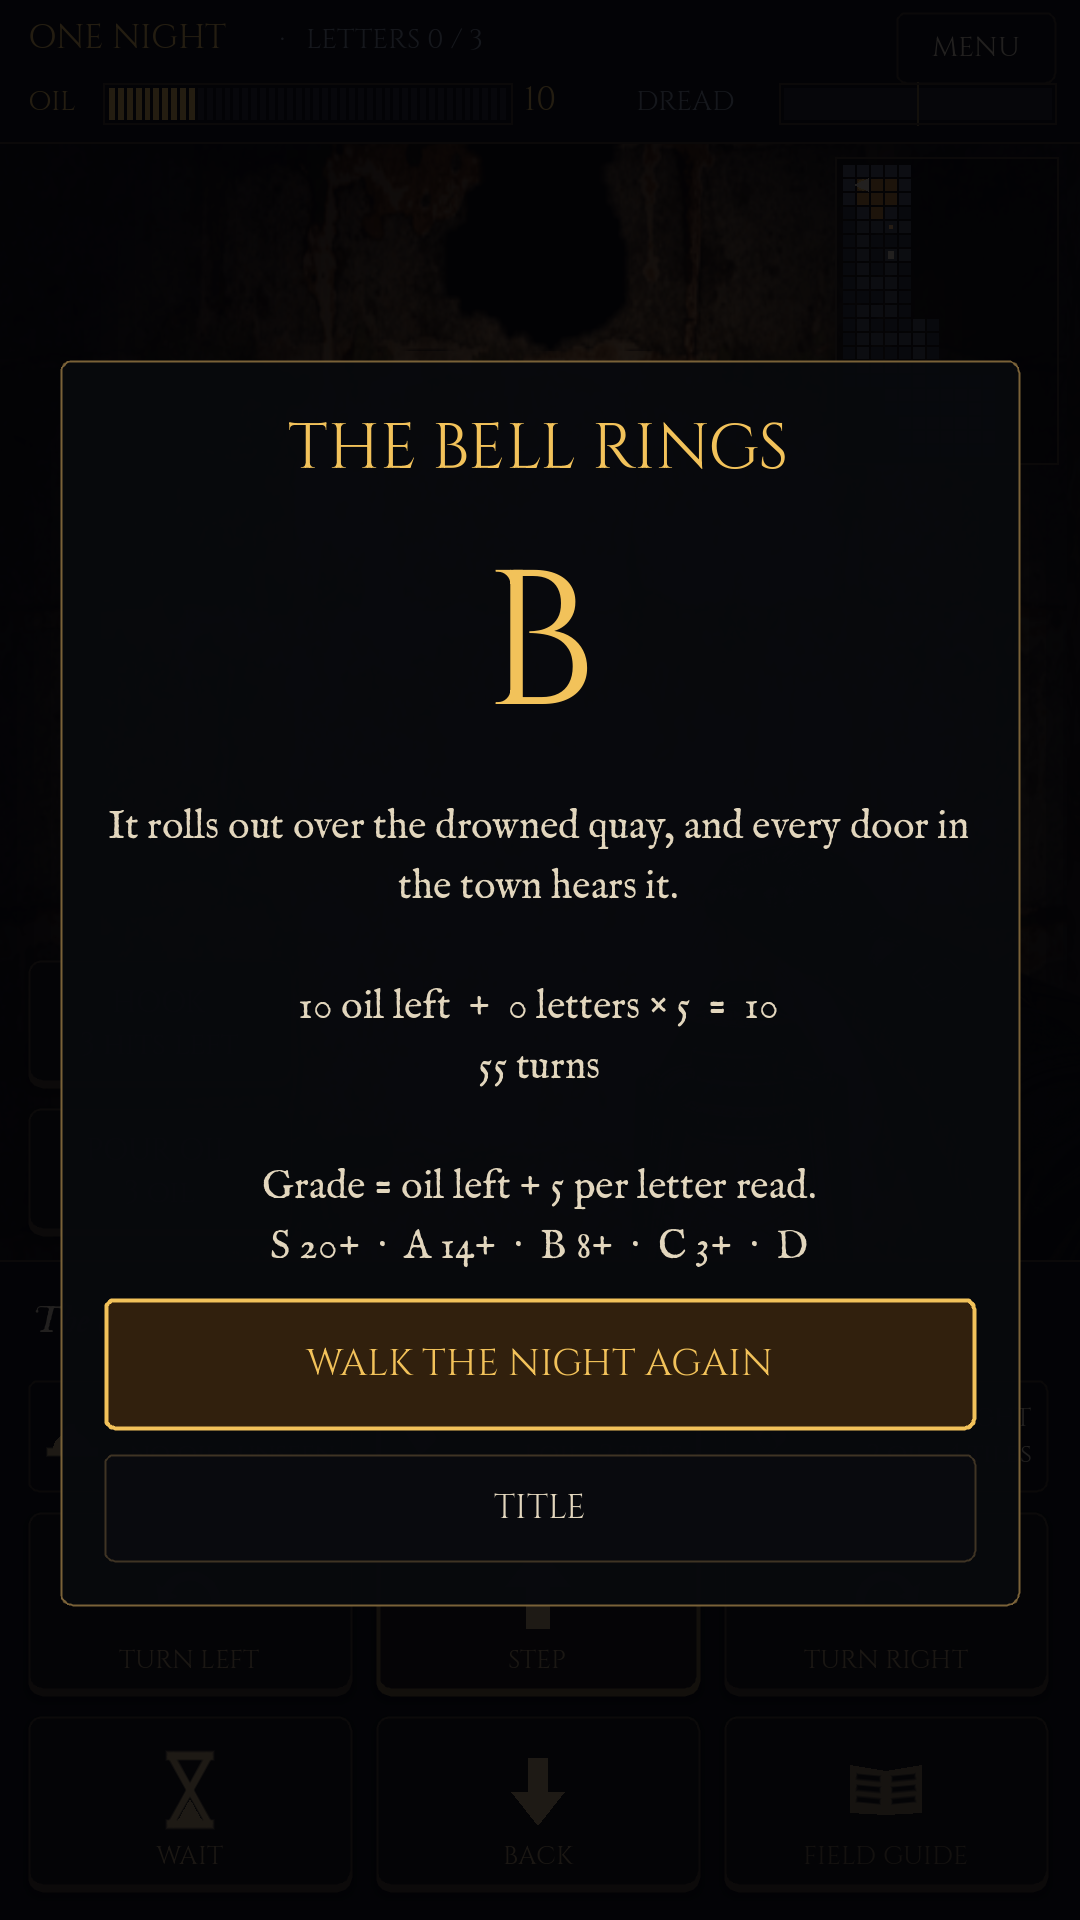 ONE NIGHT · LETTERS 0 / 3
MENU
OIL 10 DREAD
THE BELL RINGS
B
It rolls out over the drowned quay, and every door in
the town hears it.
10 oil left + 0 letters × 5 = 10
55 turns
Grade = oil left + 5 per letter read.
S 20+ · A 14+ · B 8+ · C 3+ · D
WALK THE NIGHT AGAIN
TITLE
TURN LEFT STEP TURN RIGHT
WAIT BACK FIELD GUIDE